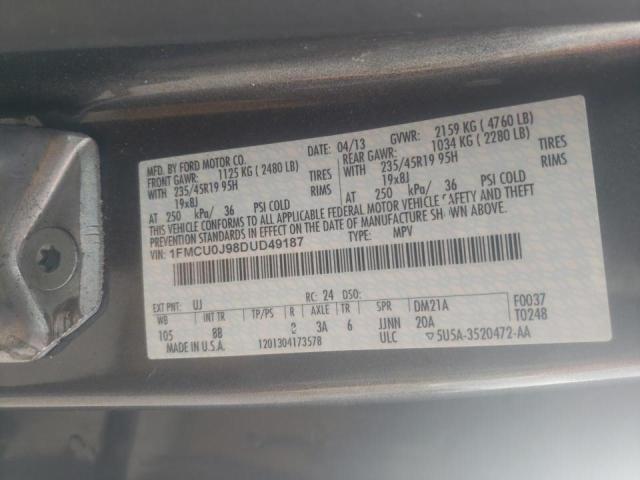 MFD. BY FORD MOTOR CO.
DATE: 04/13 GVWR: 2159 KG ( 4760 LB)
FRONT GAWR: 1125 KG ( 2480 LB) REAR GAWR: 1034 KG ( 2280 LB)
WITH 235/45R19 95H TIRES WITH 235/45R19 95H TIRES
19x8J RIMS 19x8J RIMS
AT 250 kPa/ 36 PSI COLD AT 250 kPa/ 36 PSI COLD
THIS VEHICLE CONFORMS TO ALL APPLICABLE FEDERAL MOTOR VEHICLE SAFETY AND THEFT
PREVENTION STANDARDS IN EFFECT ON THE DATE OF MANUFACTURE SHOWN ABOVE.
VIN: 1FMCU0J98DUD49187 TYPE: MPV
EXT PNT: UJ RC: 24 DSO: F0037
WB INT TR TP/PS R AXLE TR SPR DM21A T0248
105 8B 3A 6 JJNN 20A
MADE IN U.S.A. 1201304173578 ULC 5U5A-3520472-AA